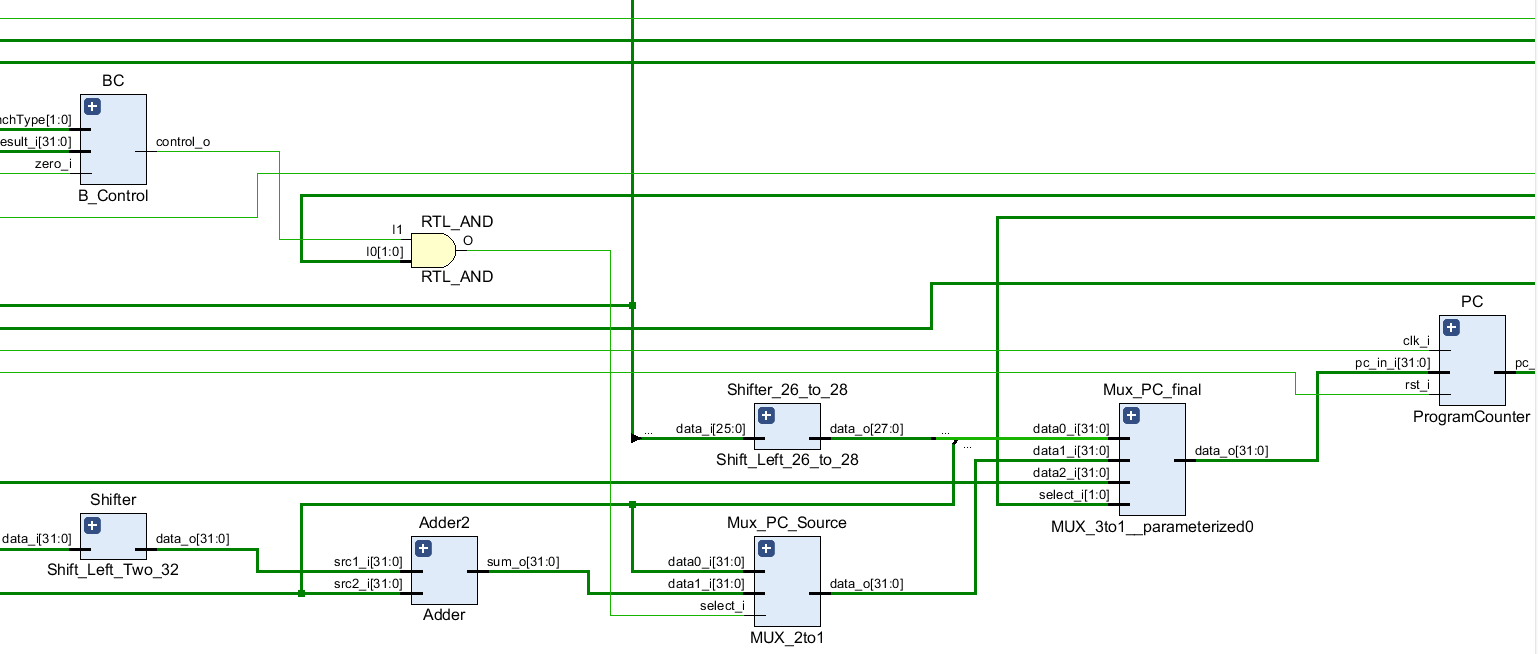 BC
nchType[1:0]
esult_i[31:0]
zero_i
control_o
B_Control
RTL_AND
I1
I0[1:0]
O
RTL_AND
PC
clk_i
pc_in_i[31:0]
rst_i
pc_
ProgramCounter
Shifter_26_to_28
...
data_i[25:0]
data_o[27:0]
...
...
Shift_Left_26_to_28
Mux_PC_final
data0_i[31:0]
data1_i[31:0]
data2_i[31:0]
select_i[1:0]
data_o[31:0]
MUX_3to1__parameterized0
Shifter
data_i[31:0]
data_o[31:0]
Shift_Left_Two_32
Adder2
src1_i[31:0]
src2_i[31:0]
sum_o[31:0]
Adder
Mux_PC_Source
data0_i[31:0]
data1_i[31:0]
select_i
data_o[31:0]
MUX_2to1